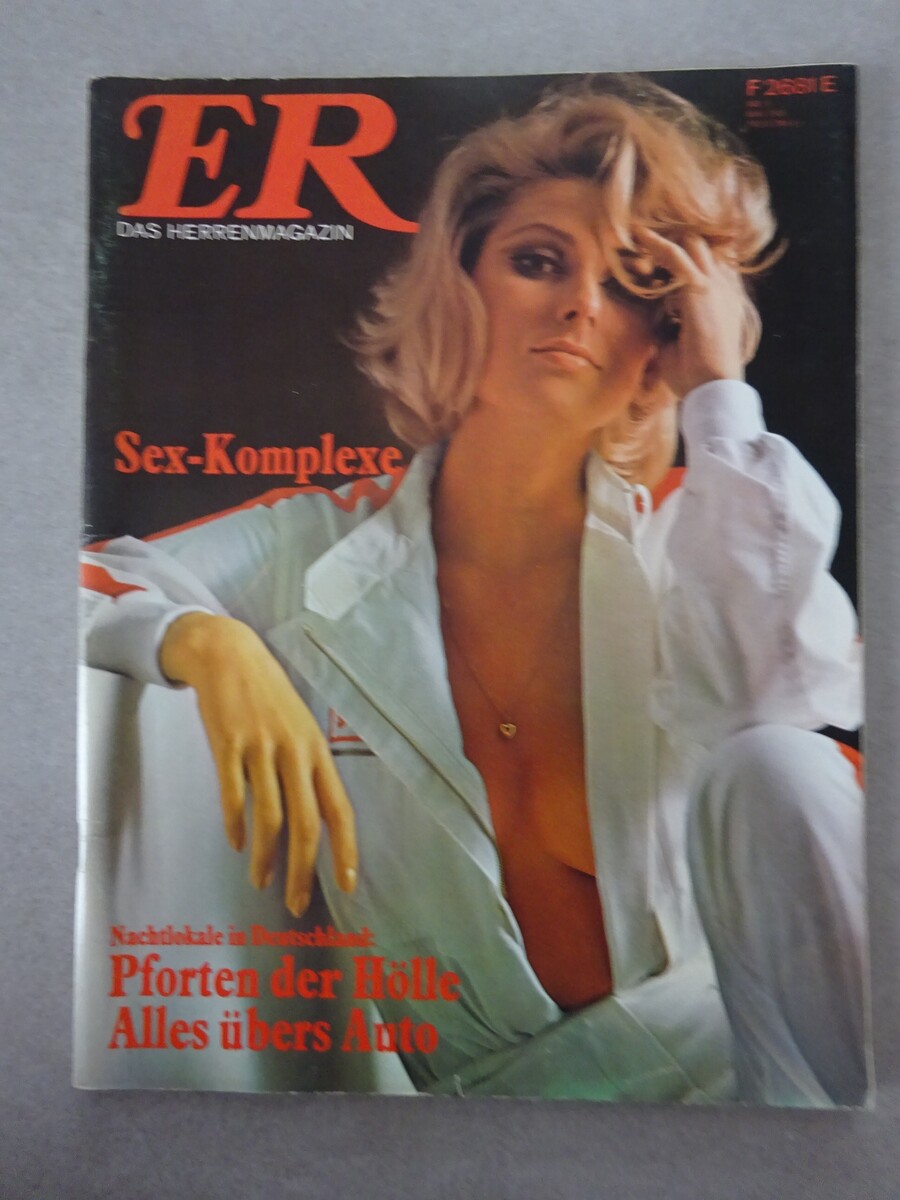 ER
DAS HERRENMAGAZIN
F 2681 E
Sex-Komplexe
Nachtlokale in Deutschland:
Pforten der Hölle
Alles übers Auto